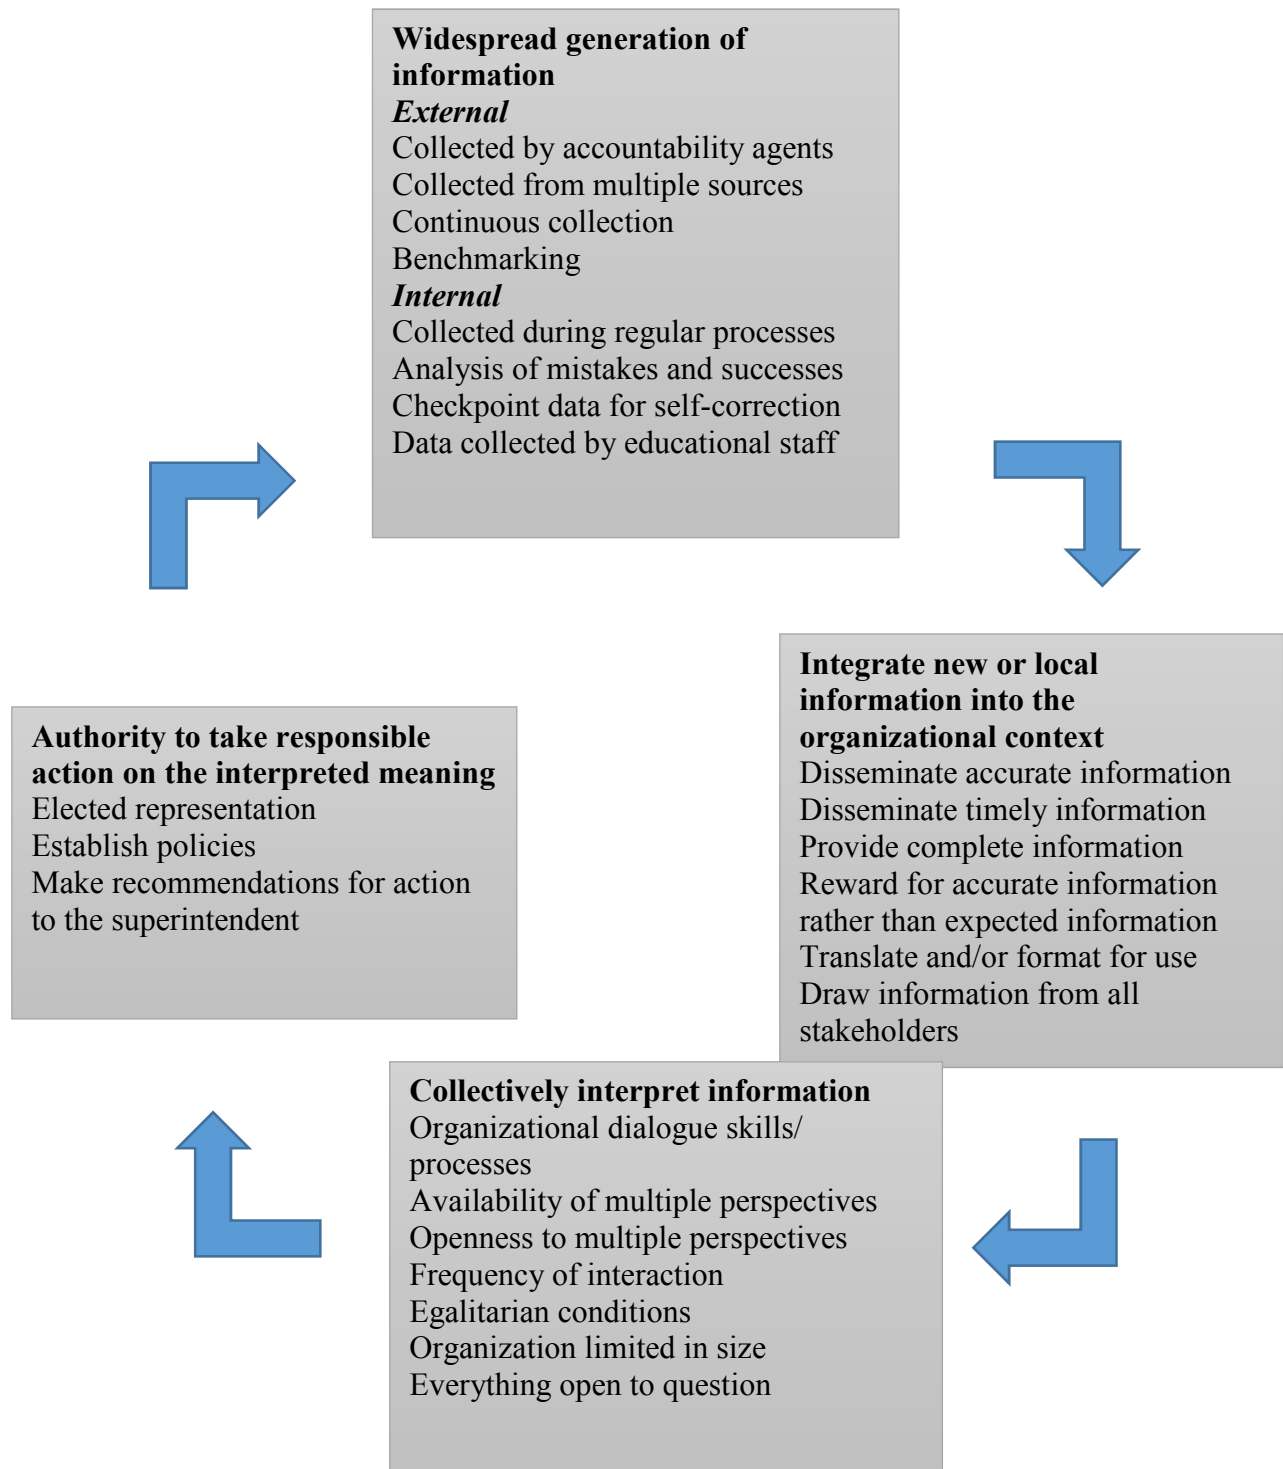 Widespread generation of
information
External
Collected by accountability agents
Collected from multiple sources
Continuous collection
Benchmarking
Internal
Collected during regular processes
Analysis of mistakes and successes
Checkpoint data for self-correction
Data collected by educational staff
Integrate new or local
information into the
organizational context
Disseminate accurate information
Disseminate timely information
Provide complete information
Reward for accurate information
rather than expected information
Translate and/or format for use
Draw information from all
stakeholders
Collectively interpret information
Organizational dialogue skills/
processes
Availability of multiple perspectives
Openness to multiple perspectives
Frequency of interaction
Egalitarian conditions
Organization limited in size
Everything open to question
Authority to take responsible
action on the interpreted meaning
Elected representation
Establish policies
Make recommendations for action
to the superintendent